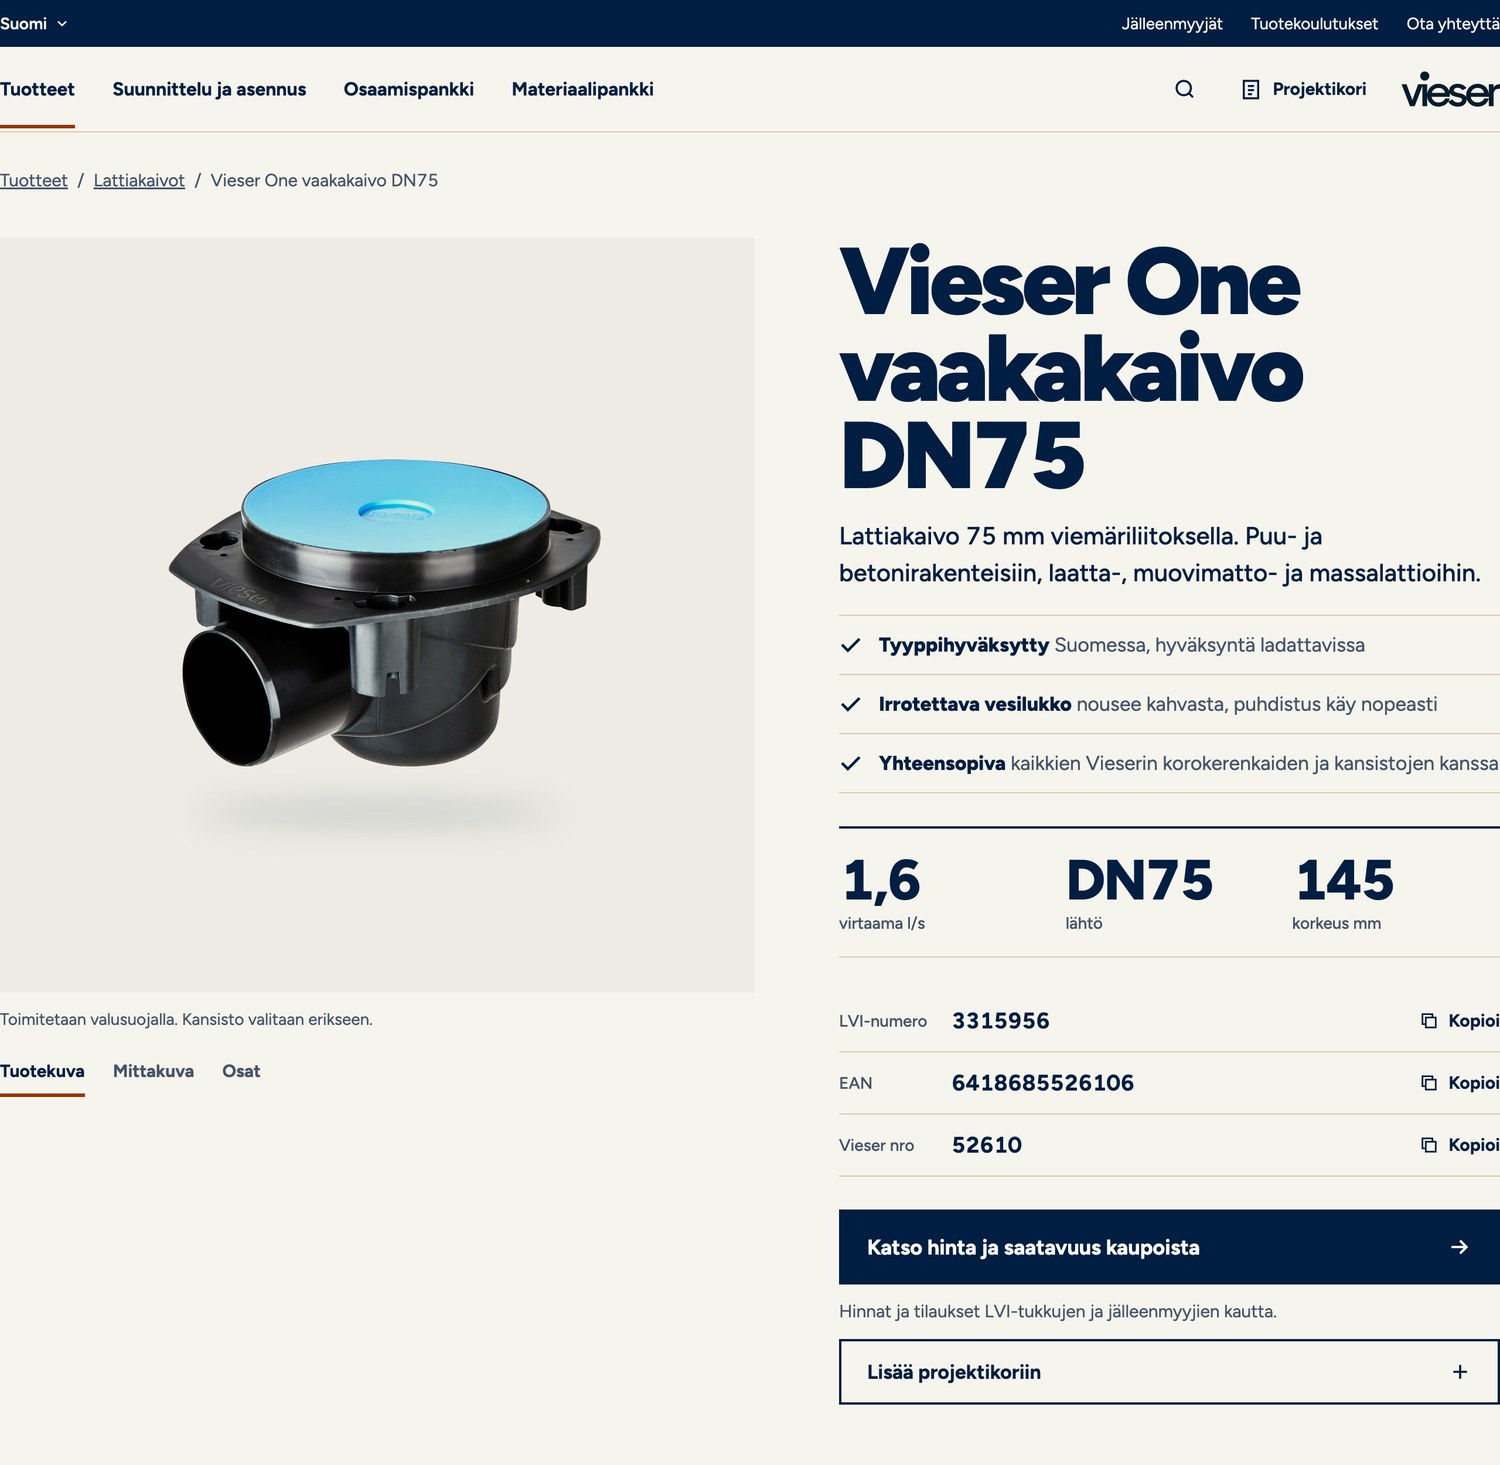 Suomi
Jälleenmyyjät Tuotekoulutukset Ota yhteyttä
Tuotteet Suunnittelu ja asennus Osaamispankki Materiaalipankki
Projektikori
vieser
Tuotteet / Lattiakaivot / Vieser One vaakakaivo DN75
vieser
Toimitetaan valusuojalla. Kansisto valitaan erikseen.
Tuotekuva Mittakuva Osat
Vieser One
vaakakaivo
DN75
Lattiakaivo 75 mm viemäriliitoksella. Puu- ja
betonirakenteisiin, laatta-, muovimatto- ja massalattioihin.
Tyyppihyväksytty Suomessa, hyväksyntä ladattavissa
Irrotettava vesilukko nousee kahvasta, puhdistus käy nopeasti
Yhteensopiva kaikkien Vieserin korokerenkaiden ja kansistojen kanssa
1,6 DN75 145
virtaama l/s lähtö korkeus mm
LVI-numero 3315956 Kopioi
EAN 6418685526106 Kopioi
Vieser nro 52610 Kopioi
Katso hinta ja saatavuus kaupoista
Hinnat ja tilaukset LVI-tukkujen ja jälleenmyyjien kautta.
Lisää projektikoriin